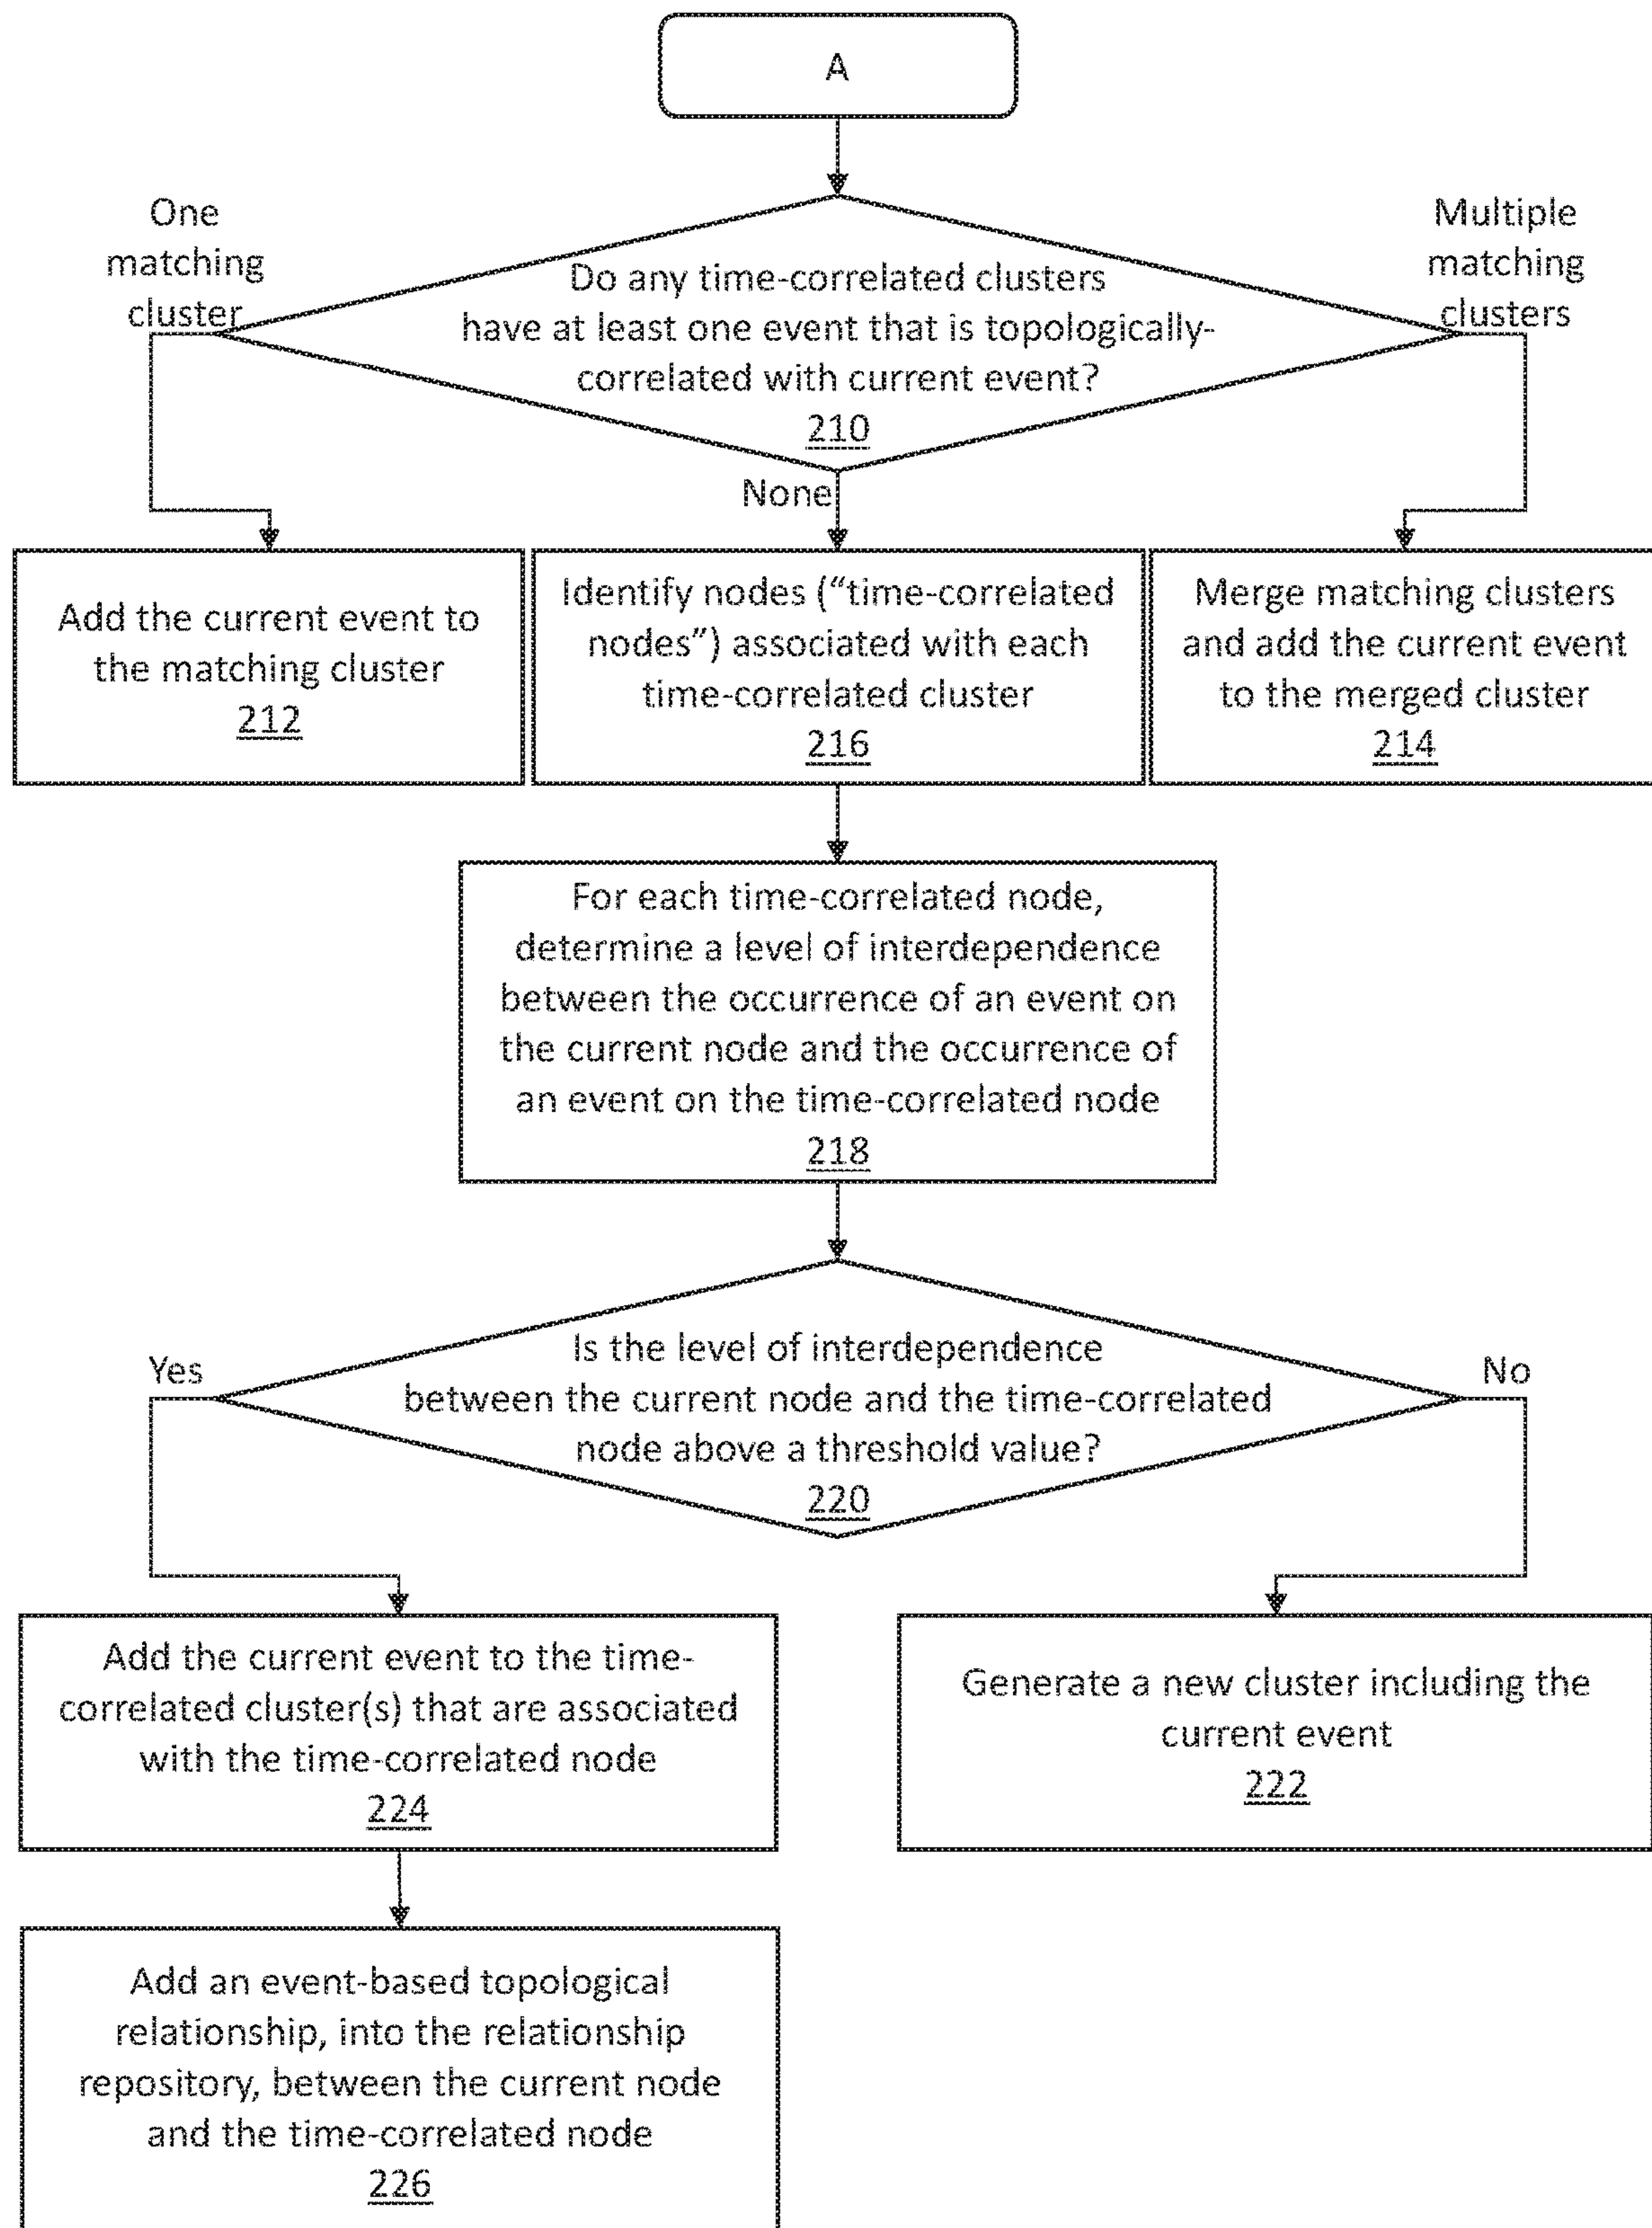 A
One
matching
cluster
Multiple
matching
clusters
Do any time-correlated clusters
have at least one event that is topologically-
correlated with current event?
210
None
Add the current event to
the matching cluster
212
Identify nodes (“time-correlated
nodes”) associated with each
time-correlated cluster
216
Merge matching clusters
and add the current event
to the merged cluster
214
For each time-correlated node,
determine a level of interdependence
between the occurrence of an event on
the current node and the occurrence of
an event on the time-correlated node
218
Is the level of interdependence
between the current node and the time-correlated
node above a threshold value?
220
Yes
No
Add the current event to the time-
correlated cluster(s) that are associated
with the time-correlated node
224
Generate a new cluster including the
current event
222
Add an event-based topological
relationship, into the relationship
repository, between the current node
and the time-correlated node
226